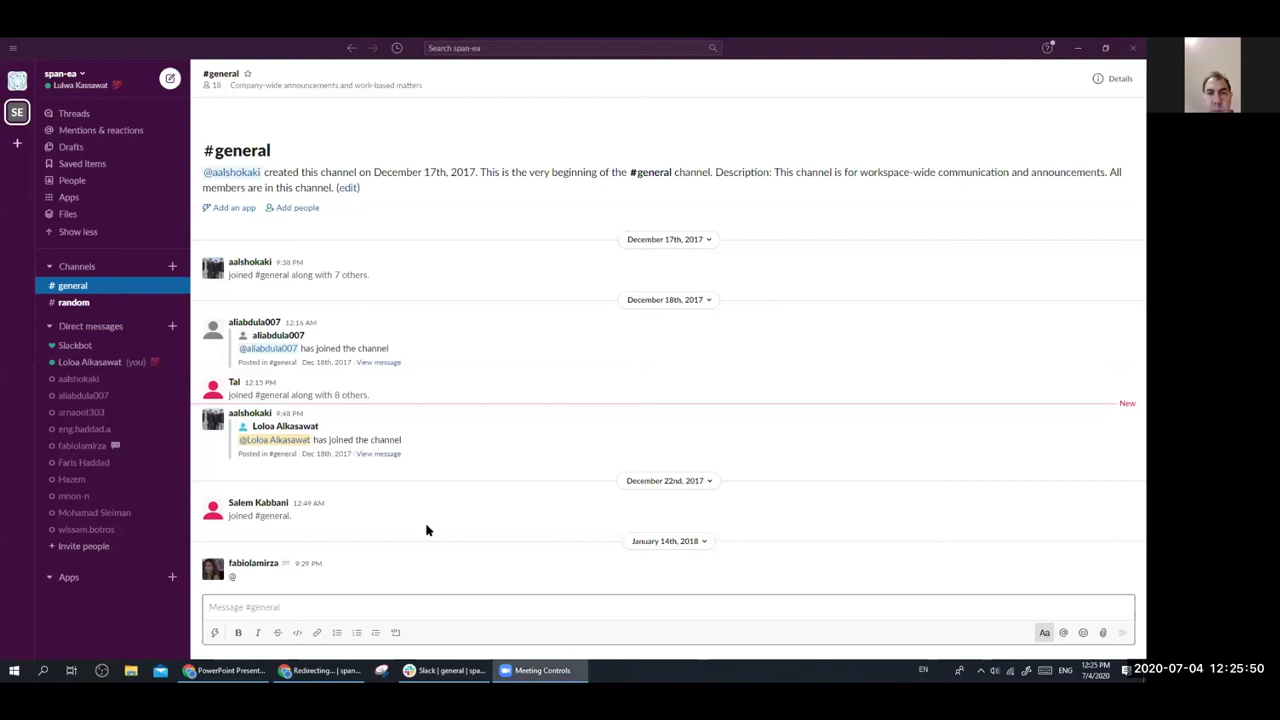 Search span-ea
span-ea
Lulwa Kassawat 💯
SE
Threads
Mentions & reactions
Drafts
Saved items
People
Apps
Files
Show less
Channels
# general
# random
Direct messages
Slackbot
Loloa Alkasawat (you) 💯
aalshokaki
aliabdula007
arnaoot303
eng.haddad.a
fabiolamirza
Faris Haddad
Hazem
mnon-n
Mohamad Sleiman
wissam.botros
+ Invite people
Apps
#general
18 Company-wide announcements and work-based matters
Details
#general
@aalshokaki created this channel on December 17th, 2017. This is the very beginning of the #general channel. Description: This channel is for workspace-wide communication and announcements. All
members are in this channel. (edit)
Add an app Add people
December 17th, 2017
aalshokaki 9:38 PM
joined #general along with 7 others.
December 18th, 2017
aliabdula007 12:16 AM
aliabdula007
@aliabdula007 has joined the channel
Posted in #general Dec 18th, 2017 View message
Tal 12:15 PM
joined #general along with 8 others.
New
aalshokaki 9:48 PM
Loloa Alkasawat
@Loloa Alkasawat has joined the channel
Posted in #general Dec 18th, 2017 View message
December 22nd, 2017
Salem Kabbani 12:49 AM
joined #general.
January 14th, 2018
fabiolamirza 9:29 PM
@
Message #general
B I S Aa @
PowerPoint Present... Redirecting... | span... Slack | general | spa... Meeting Controls EN ENG 12:25 PM
7/4/2020
2020-07-04 12:25:50